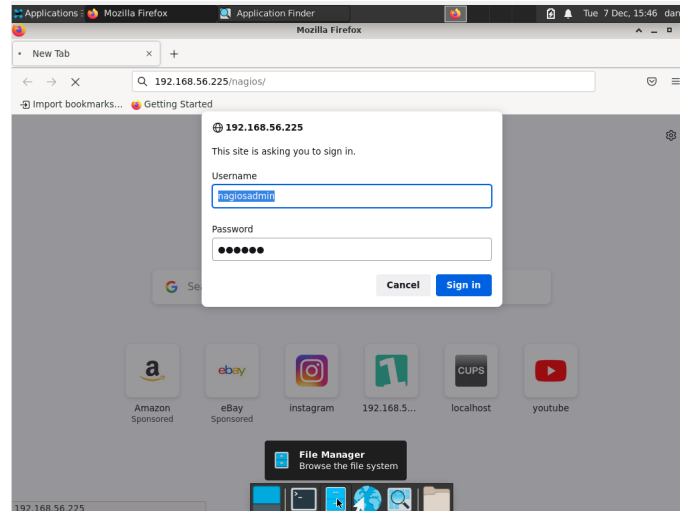 Applications
Mozilla Firefox
Application Finder
Tue 7 Dec, 15:46 dan
Mozilla Firefox
New Tab
192.168.56.225/nagios/
Import bookmarks...
Getting Started
192.168.56.225
This site is asking you to sign in.
Username
nagiosadmin
Password
Cancel
Sign in
G
a
ebay
1
CUPS
Amazon
eBay
instagram
192.168.5...
localhost
youtube
Sponsored
Sponsored
File Manager
Browse the file system
192.168.56.225